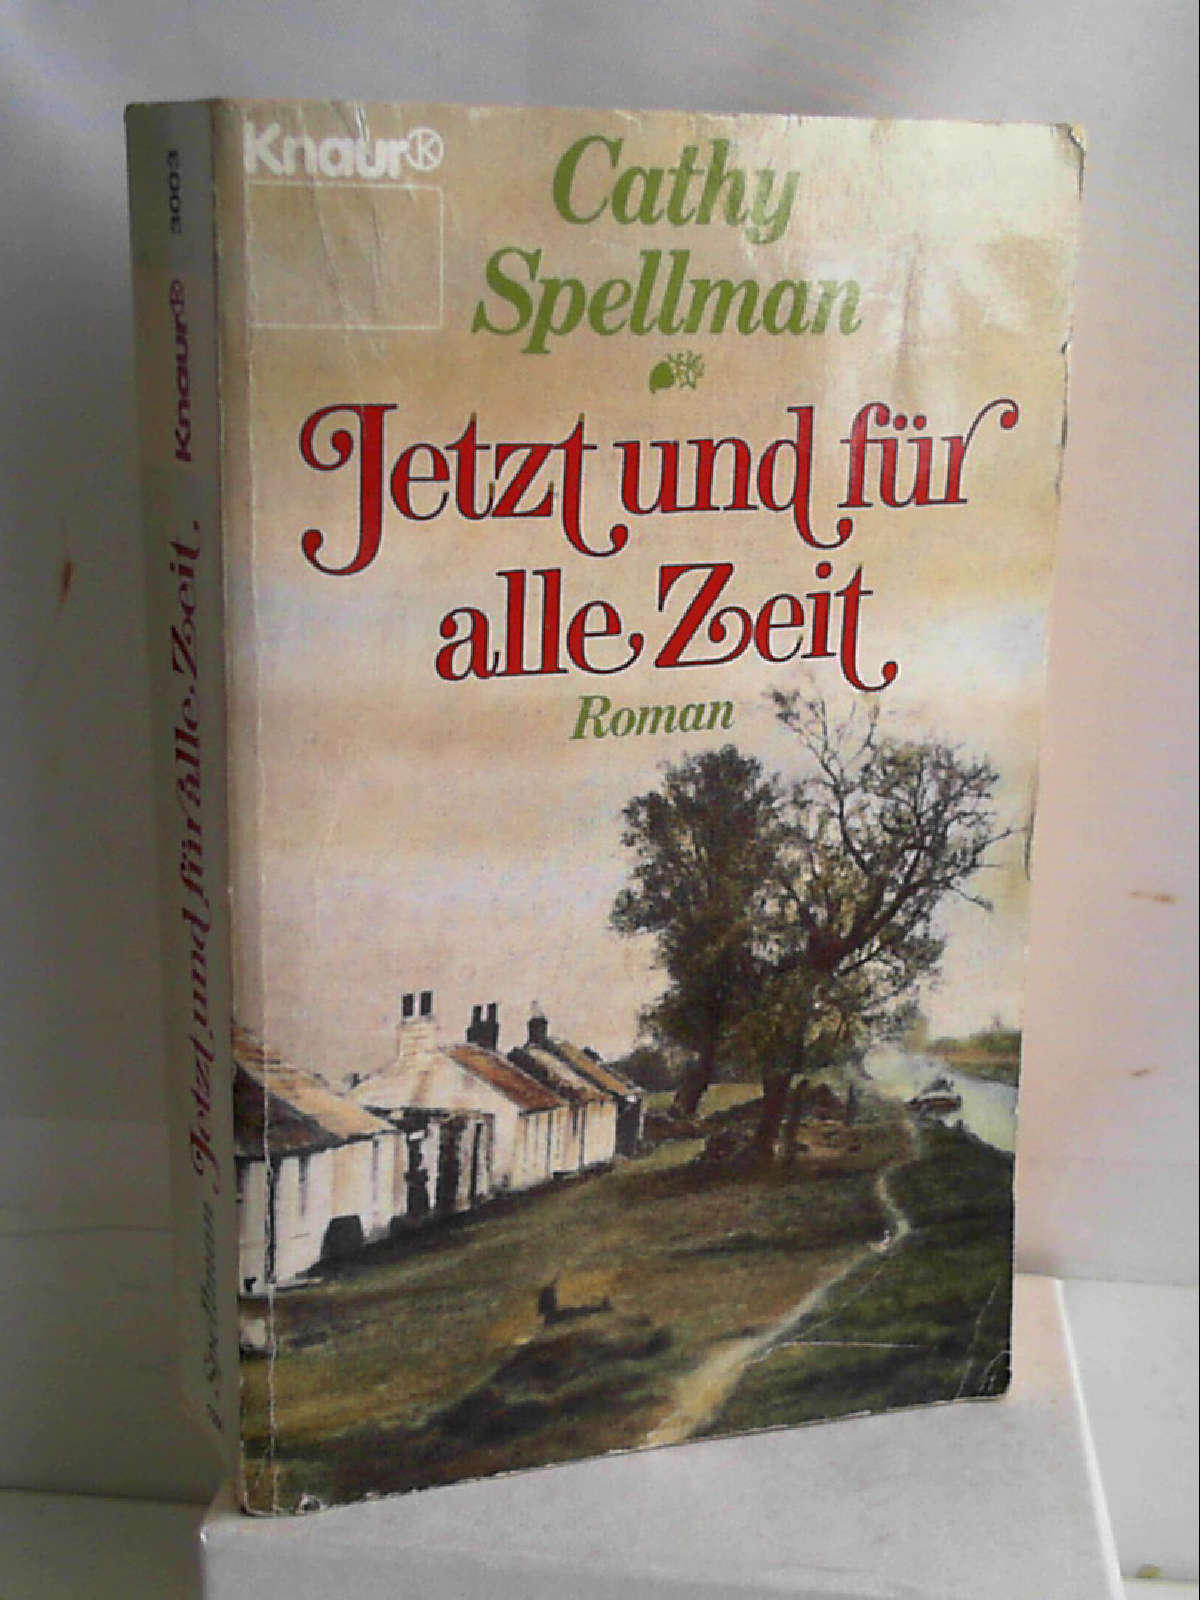 Knaur K
Cathy
Spellman
Jetzt und für
alle Zeit
Roman
3003
Knaur K
Jetzt und für alle Zeit
Spellman